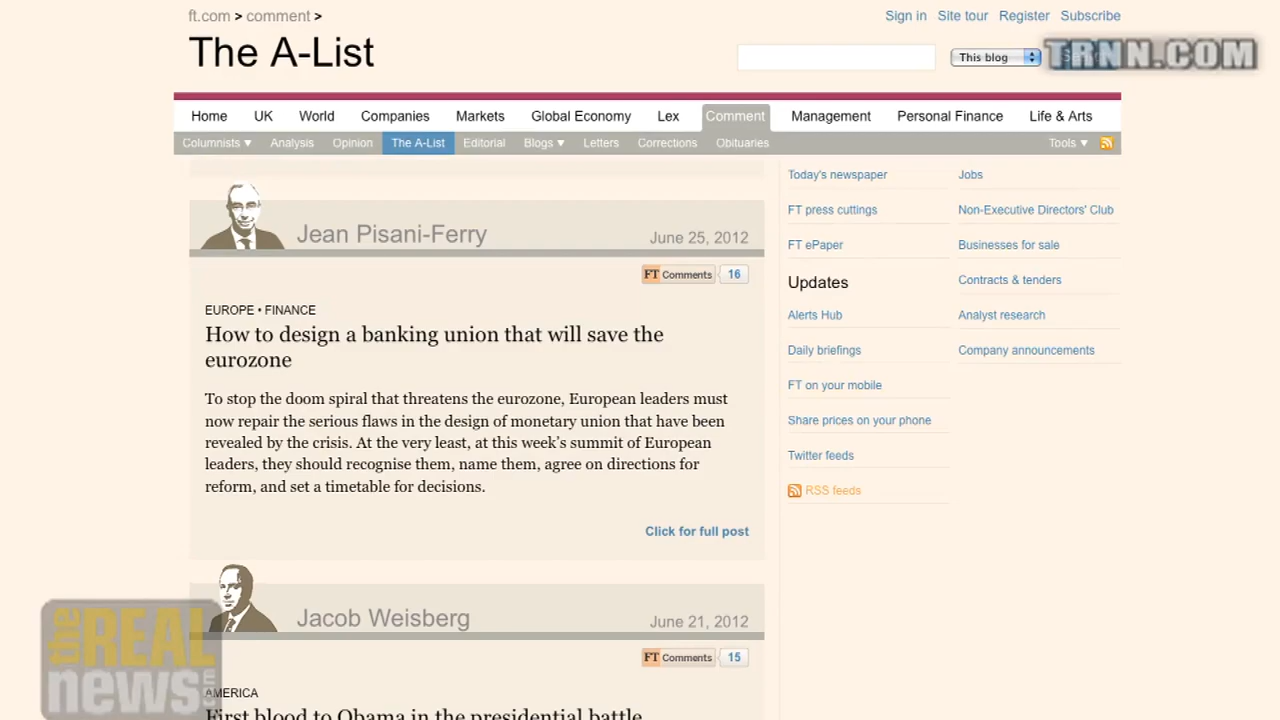 ft.com > comment >
Sign in Site tour Register Subscribe
The A-List
This blog
TRNN.COM
Home UK World Companies Markets Global Economy Lex Comment Management Personal Finance Life & Arts
Columnists ▼ Analysis Opinion The A-List Editorial Blogs ▼ Letters Corrections Obituaries Tools ▼
Jean Pisani-Ferry June 25, 2012
FT Comments 16
EUROPE • FINANCE
How to design a banking union that will save the
eurozone
To stop the doom spiral that threatens the eurozone, European leaders must
now repair the serious flaws in the design of monetary union that have been
revealed by the crisis. At the very least, at this week's summit of European
leaders, they should recognise them, name them, agree on directions for
reform, and set a timetable for decisions.
Click for full post
Jacob Weisberg June 21, 2012
FT Comments 15
AMERICA
First blood to Obama in the presidential battle
Today's newspaper Jobs
FT press cuttings Non-Executive Directors' Club
FT ePaper Businesses for sale
Updates Contracts & tenders
Alerts Hub Analyst research
Daily briefings Company announcements
FT on your mobile
Share prices on your phone
Twitter feeds
RSS feeds
the REAL
news.com